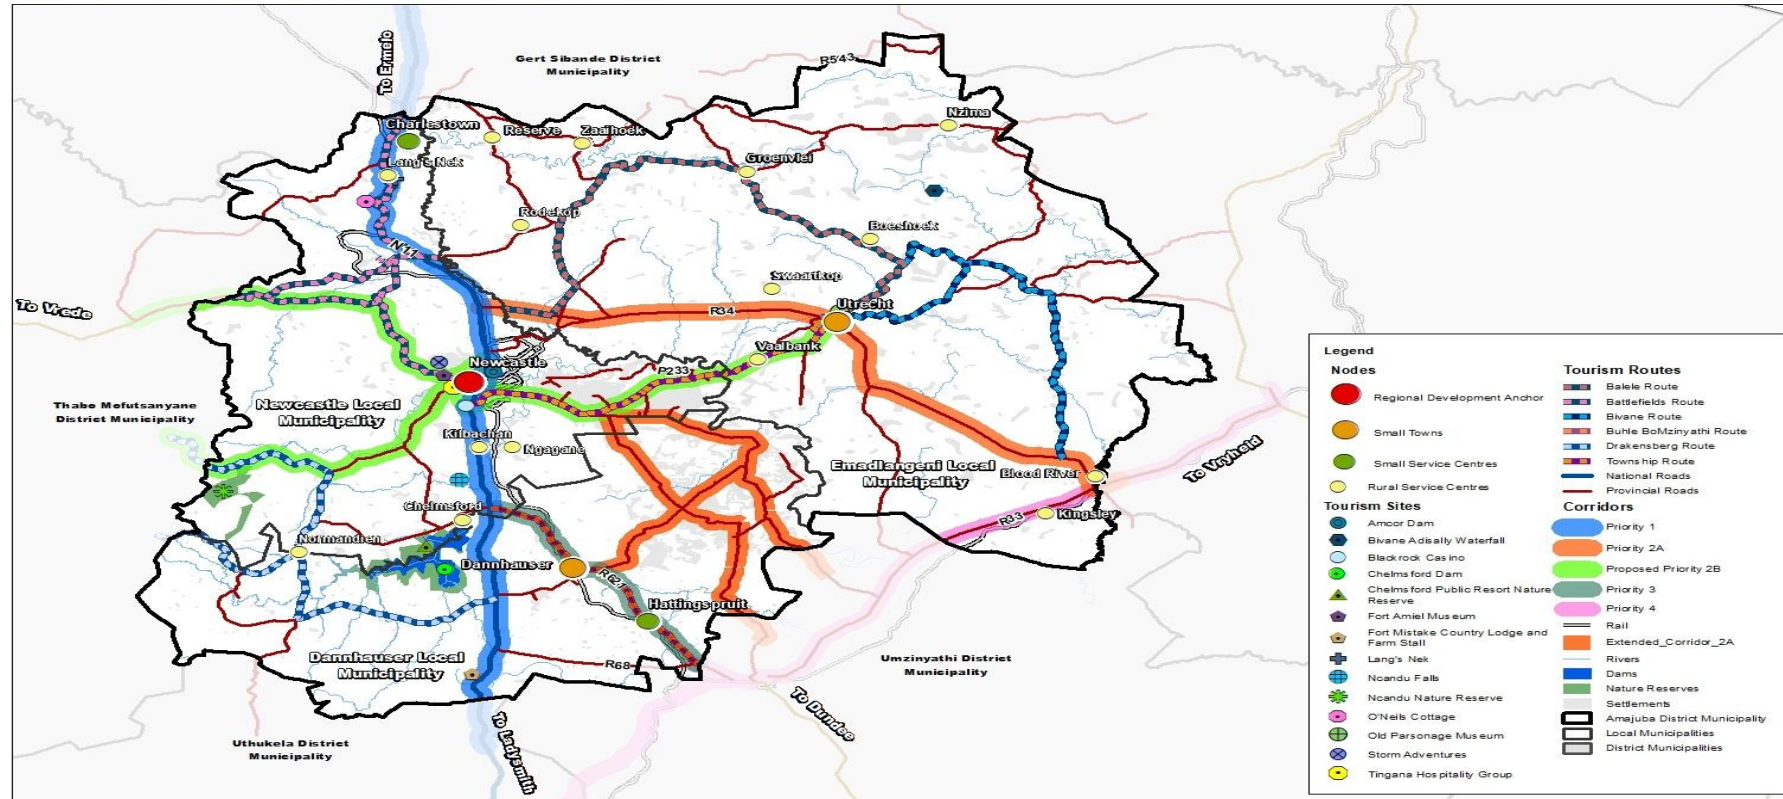 To Ermelo
Gert Sibande District
Municipality
R543
Charlestown
Reserve
Zaaihoek
Nzima
Lang's Nek
Groenvlei
Rodekop
Boeshoek
N11
Swaartkop
To Vrede
Utrecht
R34
Vaalbank
Newcastle
P233
Thabo Mofutsanyane
District Municipality
Newcastle Local
Municipality
Kilbachan
Ngagane
Emadlangeni Local
Municipality
Blood River
To Vryheid
Chelmsford
R33
Kingsley
Normandien
Dannhauser
R621
Hattingspruit
Dannhauser Local
Municipality
R68
Umzinyathi District
Municipality
To Dundee
To Ladysmith
Uthukela District
Municipality
Legend
Nodes
Regional Development Anchor
Small Towns
Small Service Centres
Rural Service Centres
Tourism Sites
Amcor Dam
Bivane Adisally Waterfall
Blackrock Casino
Chelmsford Dam
Chelmsford Public Resort Nature
Reserve
Fort Amiel Museum
Fort Mistake Country Lodge and
Farm Stall
Lang's Nek
Ncandu Falls
Ncandu Nature Reserve
O'Neils Cottage
Old Parsonage Museum
Storm Adventures
Tingana Hospitality Group
Tourism Routes
Balele Route
Battlefields Route
Bivane Route
Buhle BoMzinyathi Route
Drakensberg Route
Township Route
National Roads
Provincial Roads
Corridors
Priority 1
Priority 2A
Proposed Priority 2B
Priority 3
Priority 4
Rail
Extended_Corridor_2A
Rivers
Dams
Nature Reserves
Settlements
Amajuba District Municipality
Local Municipalities
District Municipalities